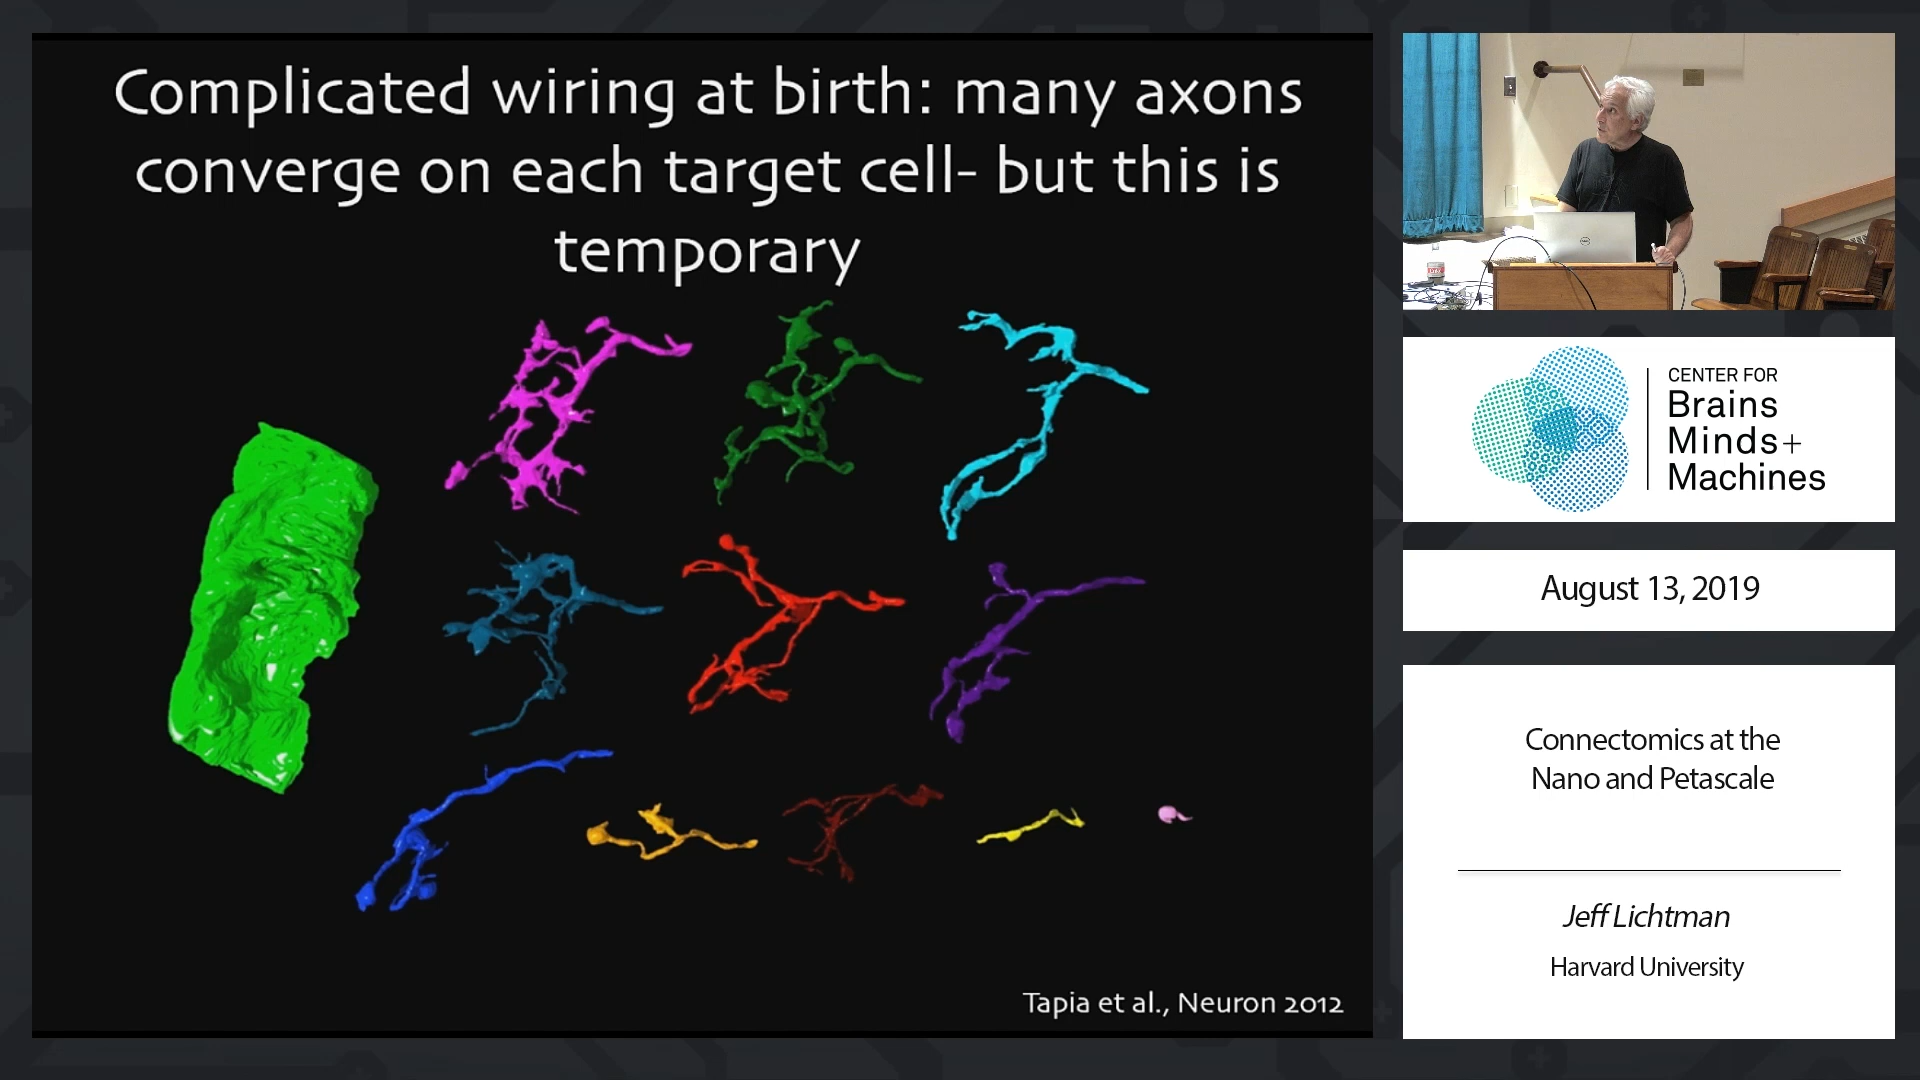 Complicated wiring at birth: many axons
converge on each target cell- but this is
temporary
Tapia et al., Neuron 2012
CENTER FOR
Brains
Minds+
Machines
August 13, 2019
Connectomics at the
Nano and Petascale
Jeff Lichtman
Harvard University